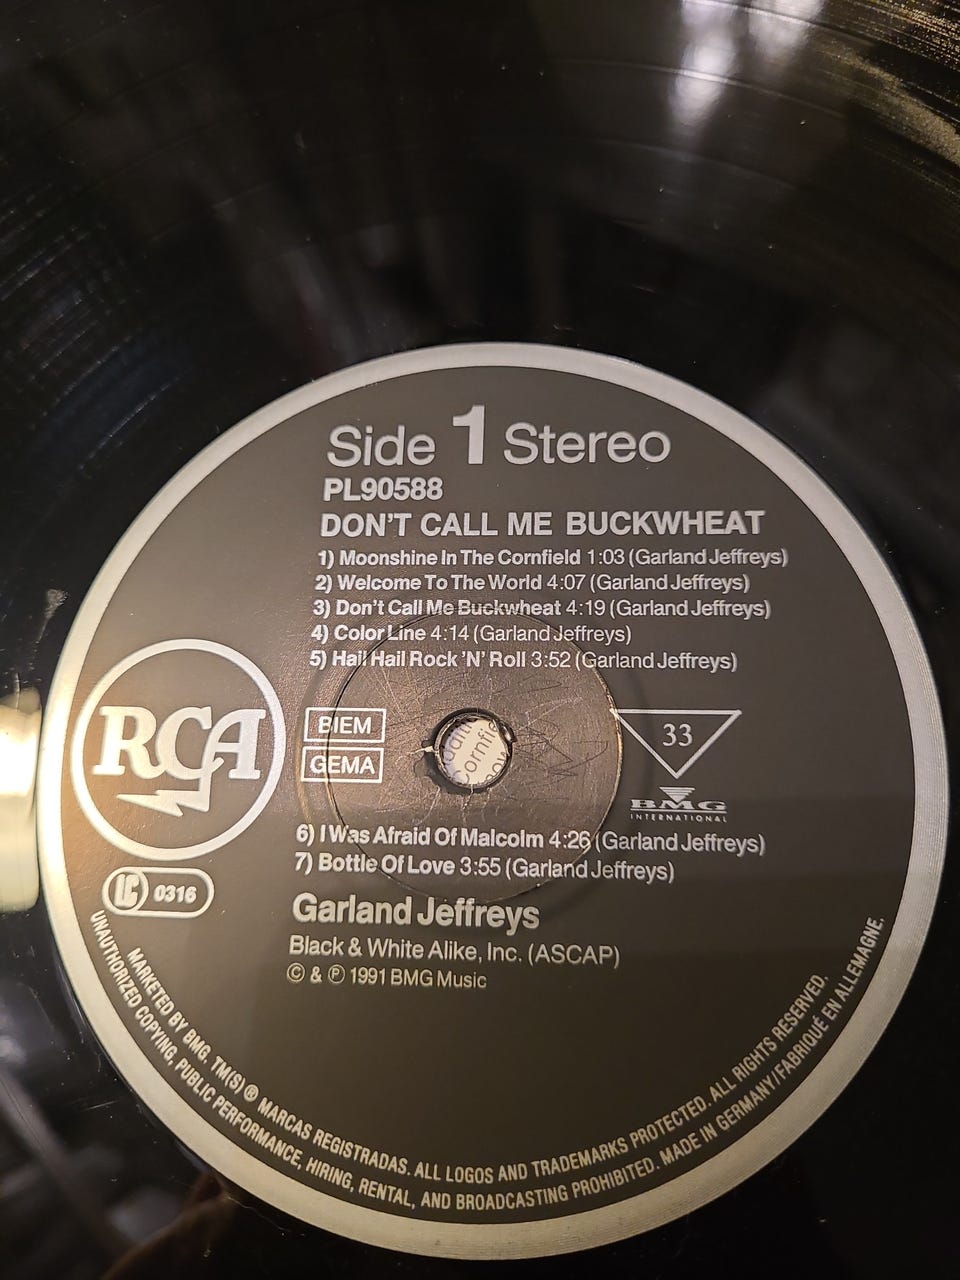 Side 1 Stereo
PL90588
DON'T CALL ME BUCKWHEAT
1) Moonshine In The Cornfield 1:03 (Garland Jeffreys)
2) Welcome To The World 4:07 (Garland Jeffreys)
3) Don't Call Me Buckwheat 4:19 (Garland Jeffreys)
4) Color Line 4:14 (Garland Jeffreys)
5) Hail Hail Rock 'N' Roll 3:52 (Garland Jeffreys)
RCA
BIEM
GEMA
Cornfie
33
BMG
INTERNATIONAL
6) I Was Afraid Of Malcolm 4:26 (Garland Jeffreys)
7) Bottle Of Love 3:55 (Garland Jeffreys)
LC 0316
Garland Jeffreys
Black & White Alike, Inc. (ASCAP)
© & ℗ 1991 BMG Music
MARKETED BY BMG. TM(S) ® MARCAS REGISTRADAS. ALL LOGOS AND TRADEMARKS PROTECTED. ALL RIGHTS RESERVED.
UNAUTHORIZED COPYING, PUBLIC PERFORMANCE, HIRING, RENTAL, AND BROADCASTING PROHIBITED. MADE IN GERMANY/FABRIQUÉ EN ALLEMAGNE.